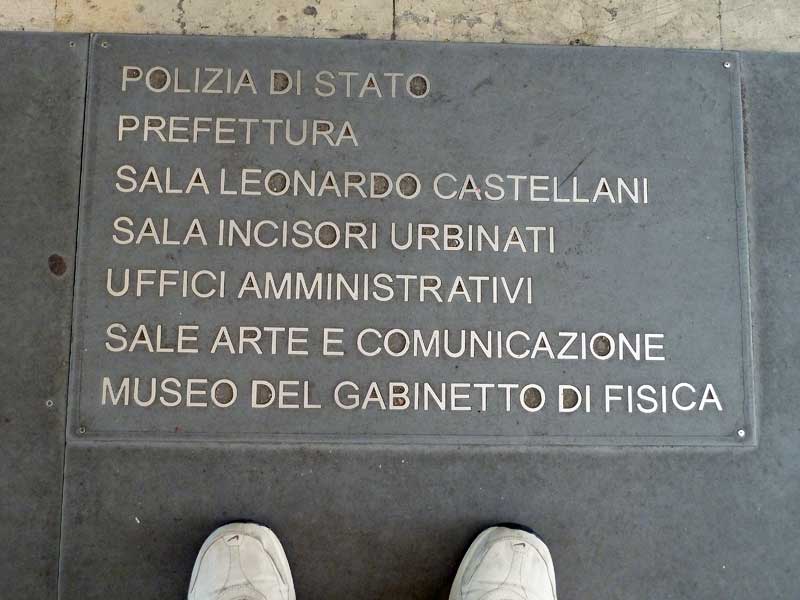 POLIZIA DI STATO
PREFETTURA
SALA LEONARDO CASTELLANI
SALA INCISORI URBINATI
UFFICI AMMINISTRATIVI
SALE ARTE E COMUNICAZIONE
MUSEO DEL GABINETTO DI FISICA